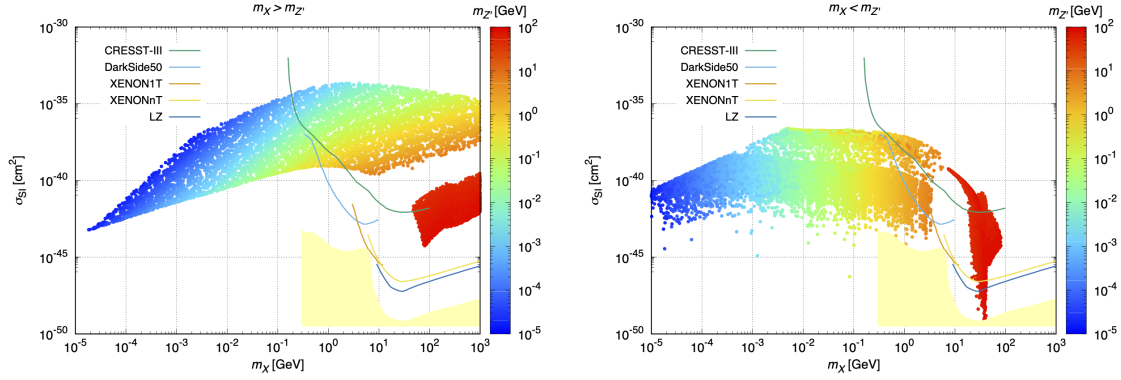 m_X > m_Z'
m_Z' [GeV]
10^-30
10^-35
10^-40
10^-45
10^-50
σ_SI [cm^2]
CRESST-III
DarkSide50
XENON1T
XENONnT
LZ
10^2
10^1
10^0
10^-1
10^-2
10^-3
10^-4
10^-5
10^-5 10^-4 10^-3 10^-2 10^-1 10^0 10^1 10^2 10^3
m_X [GeV]
m_X < m_Z'
m_Z' [GeV]
10^-30
10^-35
10^-40
10^-45
10^-50
σ_SI [cm^2]
CRESST-III
DarkSide50
XENON1T
XENONnT
LZ
10^2
10^1
10^0
10^-1
10^-2
10^-3
10^-4
10^-5
10^-5 10^-4 10^-3 10^-2 10^-1 10^0 10^1 10^2 10^3
m_X [GeV]